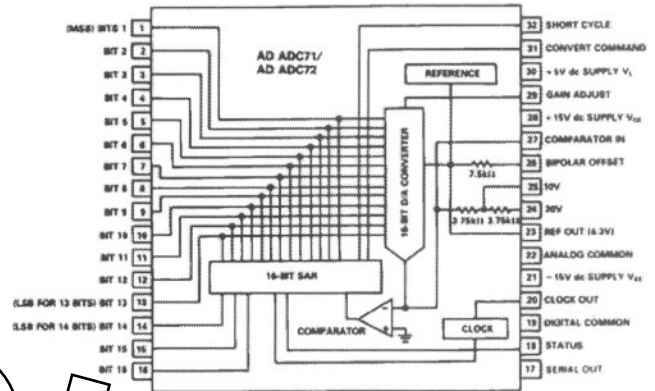 (MSB) BITS 1 1
BIT 2 2
BIT 3 3
BIT 4 4
BIT 5 5
BIT 6 6
BIT 7 7
BIT 8 8
BIT 9 9
BIT 10 10
BIT 11 11
BIT 12 12
(LSB FOR 13 BITS) BIT 13 13
(LSB FOR 14 BITS) BIT 14 14
BIT 15 15
BIT 16 16
AD ADC71/
AD ADC72
REFERENCE
16-BIT D/A CONVERTER
7.5kΩ
3.75kΩ 3.75kΩ
16-BIT SAR
COMPARATOR
−
+
CLOCK
32 SHORT CYCLE
31 CONVERT COMMAND
30 +5V dc SUPPLY VL
29 GAIN ADJUST
28 +15V dc SUPPLY VCC
27 COMPARATOR IN
26 BIPOLAR OFFSET
25 10V
24 20V
23 REF OUT (6.3V)
22 ANALOG COMMON
21 −15V dc SUPPLY VEE
20 CLOCK OUT
19 DIGITAL COMMON
18 STATUS
17 SERIAL OUT